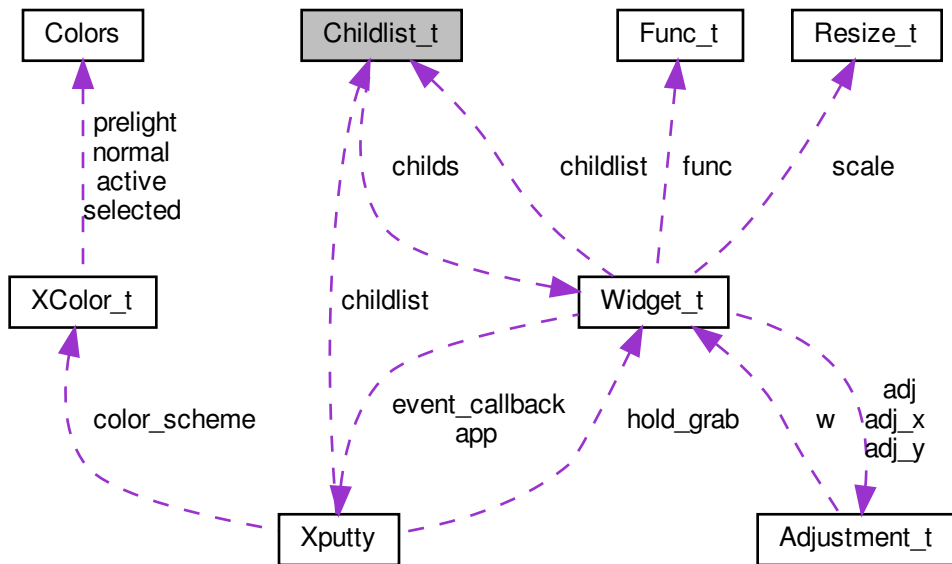 Colors
Childlist_t
Func_t
Resize_t
prelight
normal
active
selected
childs
childlist
func
scale
XColor_t
childlist
Widget_t
color_scheme
event_callback
app
hold_grab
w
adj
adj_x
adj_y
Xputty
Adjustment_t